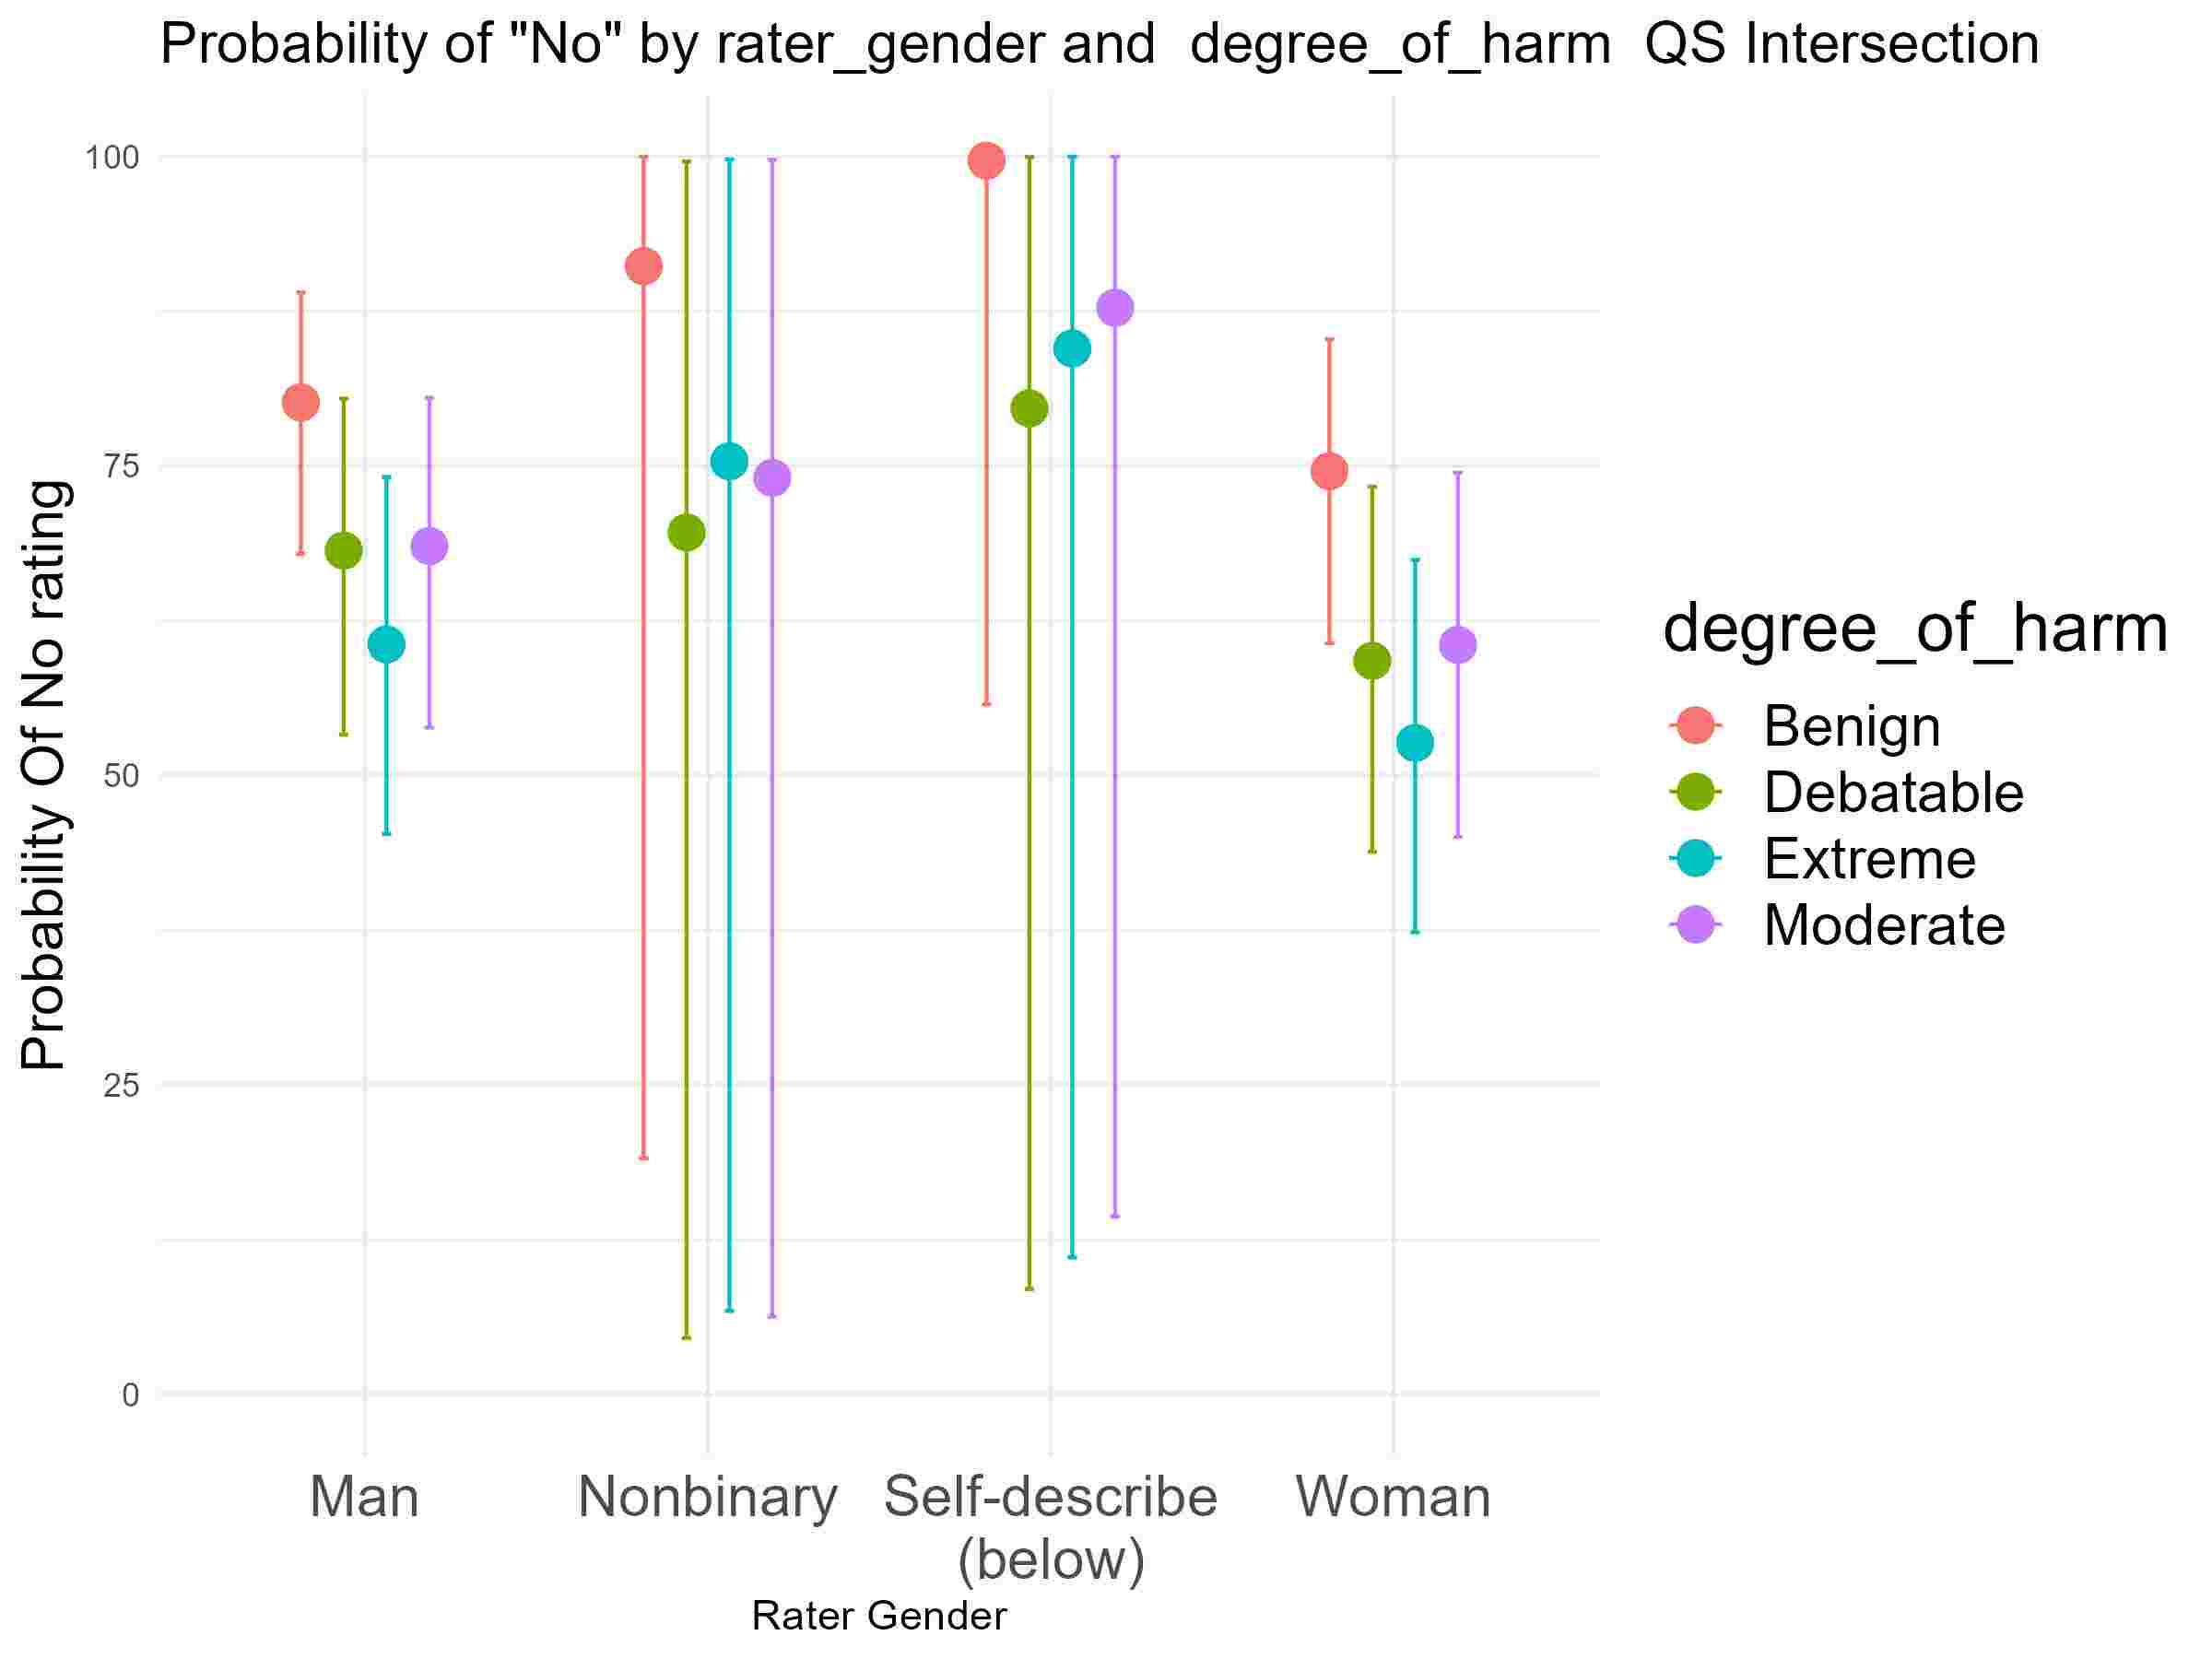 Probability of "No" by rater_gender and  degree_of_harm  QS Intersection
Probability Of No rating
100
75
50
25
0
Man
Nonbinary
Self-describe
(below)
Woman
Rater Gender
degree_of_harm
Benign
Debatable
Extreme
Moderate